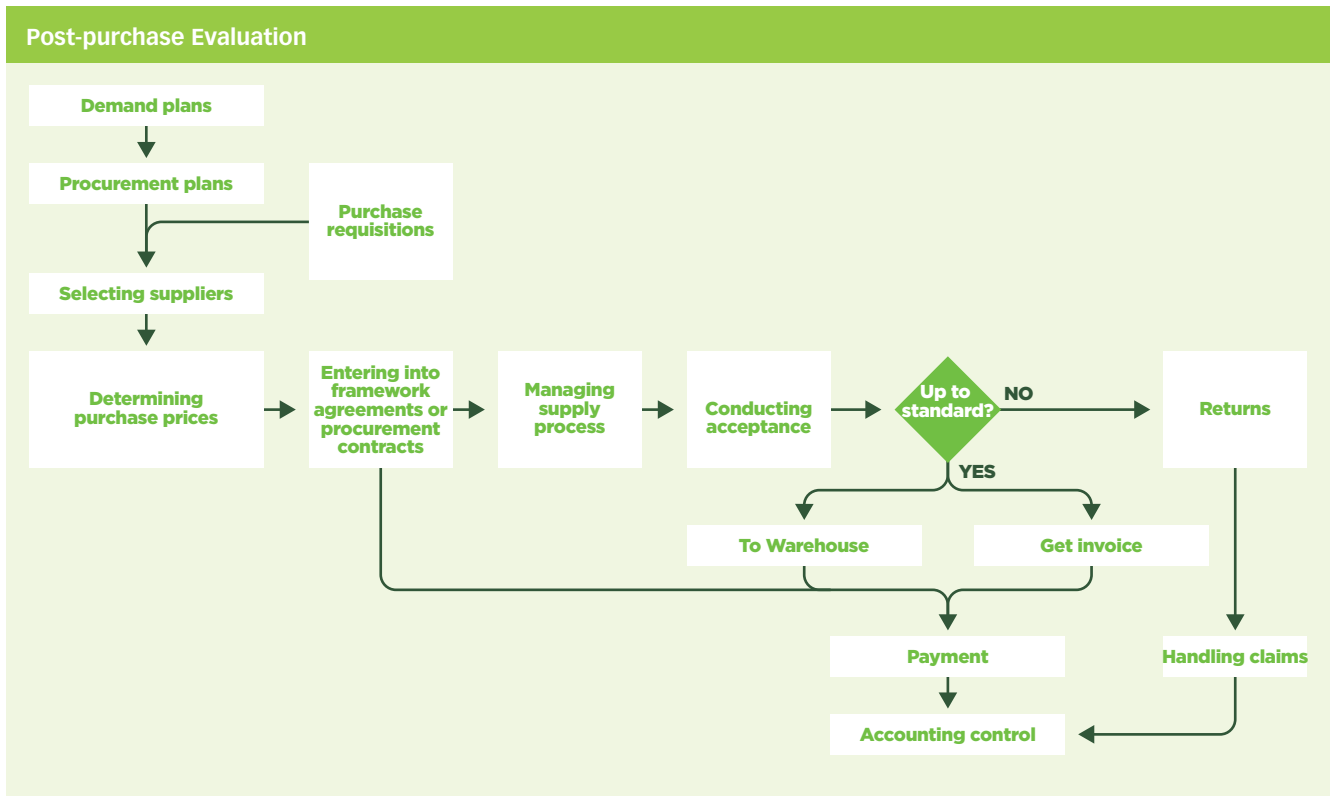 Post-purchase Evaluation
Demand plans
Procurement plans
Purchase
requisitions
Selecting suppliers
Determining
purchase prices
Entering into
framework
agreements or
procurement
contracts
Managing
supply
process
Conducting
acceptance
Up to
standard?
NO
Returns
YES
To Warehouse
Get invoice
Payment
Handling claims
Accounting control